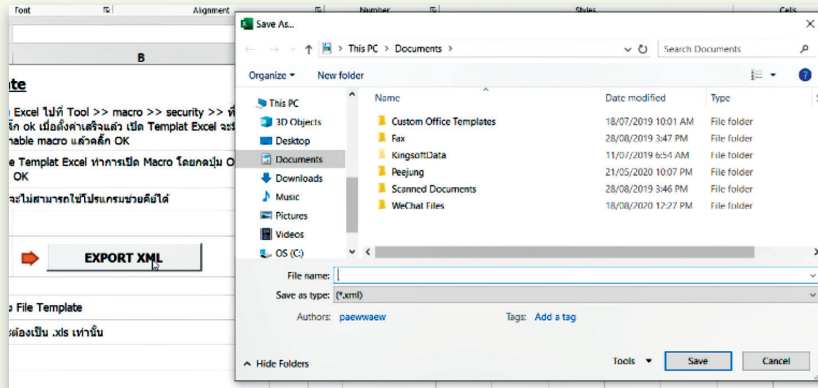 Font
Alignment
Number
Styles
Cells
B
Excel ไปที่ Tool >> macro >> security >> ที่
ok เมื่อตั้งค่าเสร็จแล้ว เปิด Templat Excel จะมี
nable macro แล้วคลิ๊ก OK
e Templat Excel ทำการเปิด Macro โดยกดปุ่ม O
OK
จะไม่สามารถใช้โปรแกรมช่วยคีย์ได้
EXPORT XML
File Template
ต้องเป็น .xls เท่านั้น
Save As...
This PC > Documents >
Search Documents
Organize
New folder
This PC
3D Objects
Desktop
Documents
Downloads
Music
Pictures
Videos
OS (C:)
Name Date modified Type
Custom Office Templates 18/07/2019 10:01 AM File folder
Fax 28/08/2019 3:47 PM File folder
KingsoftData 11/07/2019 6:54 AM File folder
Peejung 21/05/2020 10:07 PM File folder
Scanned Documents 28/08/2019 3:46 PM File folder
WeChat Files 18/08/2020 12:27 PM File folder
File name:
Save as type: (*.xml)
Authors: paewwaew Tags: Add a tag
Hide Folders
Tools
Save
Cancel